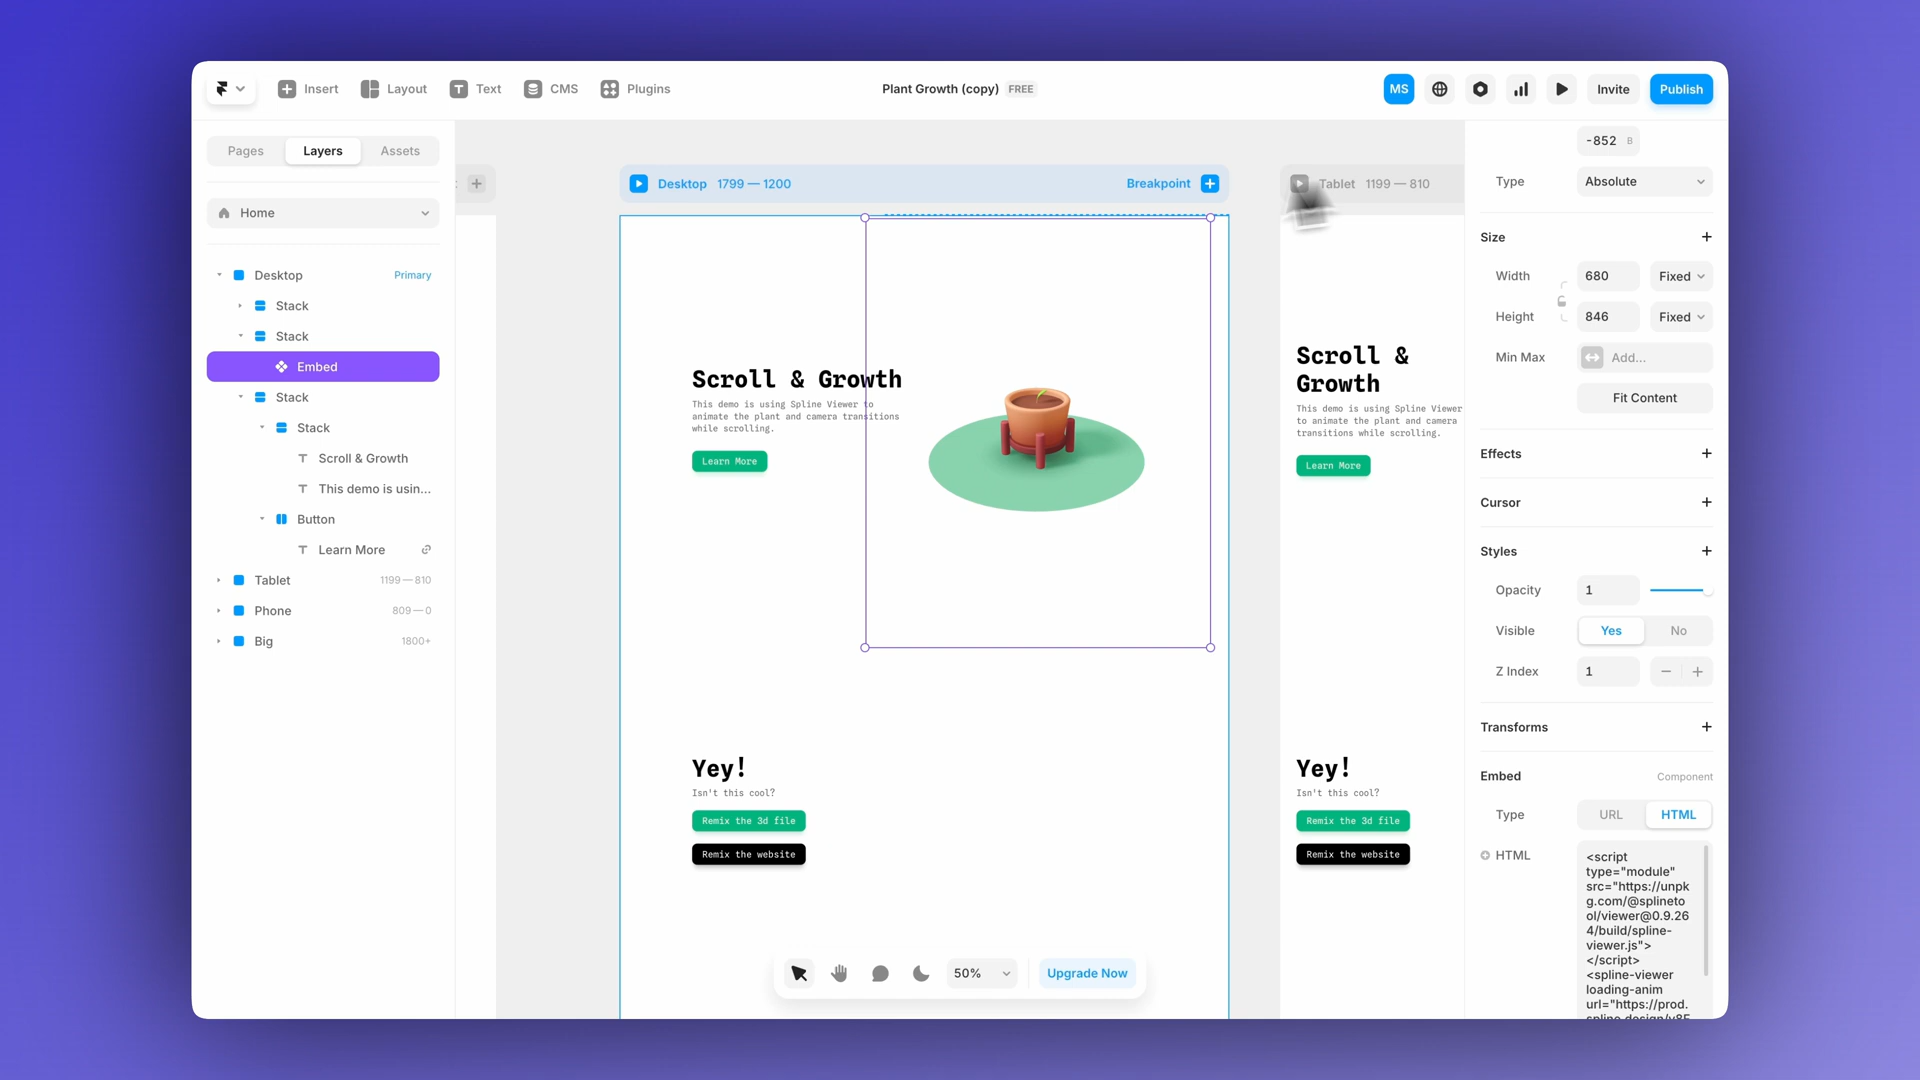 Insert
Layout
Text
CMS
Plugins
Plant Growth (copy)
FREE
MS
Invite
Publish
Pages
Layers
Assets
Home
Desktop
Primary
Stack
Stack
Embed
Stack
Stack
Scroll & Growth
This demo is usin...
Button
Learn More
Tablet
1199 — 810
Phone
809 — 0
Big
1800+
Desktop 1799 — 1200
Breakpoint
Scroll & Growth
This demo is using Spline Viewer to
animate the plant and camera transitions
while scrolling.
Learn More
Yey!
Isn't this cool?
Remix the 3d file
Remix the website
Tablet 1199 — 810
Scroll &
Growth
This demo is using Spline Viewer
to animate the plant and camera
transitions while scrolling.
Learn More
Yey!
Isn't this cool?
Remix the 3d file
Remix the website
50%
Upgrade Now
-852 B
Type
Absolute
Size
Width
680
Fixed
Height
846
Fixed
Min Max
Add...
Fit Content
Effects
Cursor
Styles
Opacity
1
Visible
Yes
No
Z Index
1
Transforms
Embed
Component
Type
URL
HTML
HTML
<script
type="module"
src="https://unpk
g.com/@splineto
ol/viewer@0.9.26
4/build/spline-
viewer.js">
</script>
<spline-viewer
loading-anim
url="https://prod.